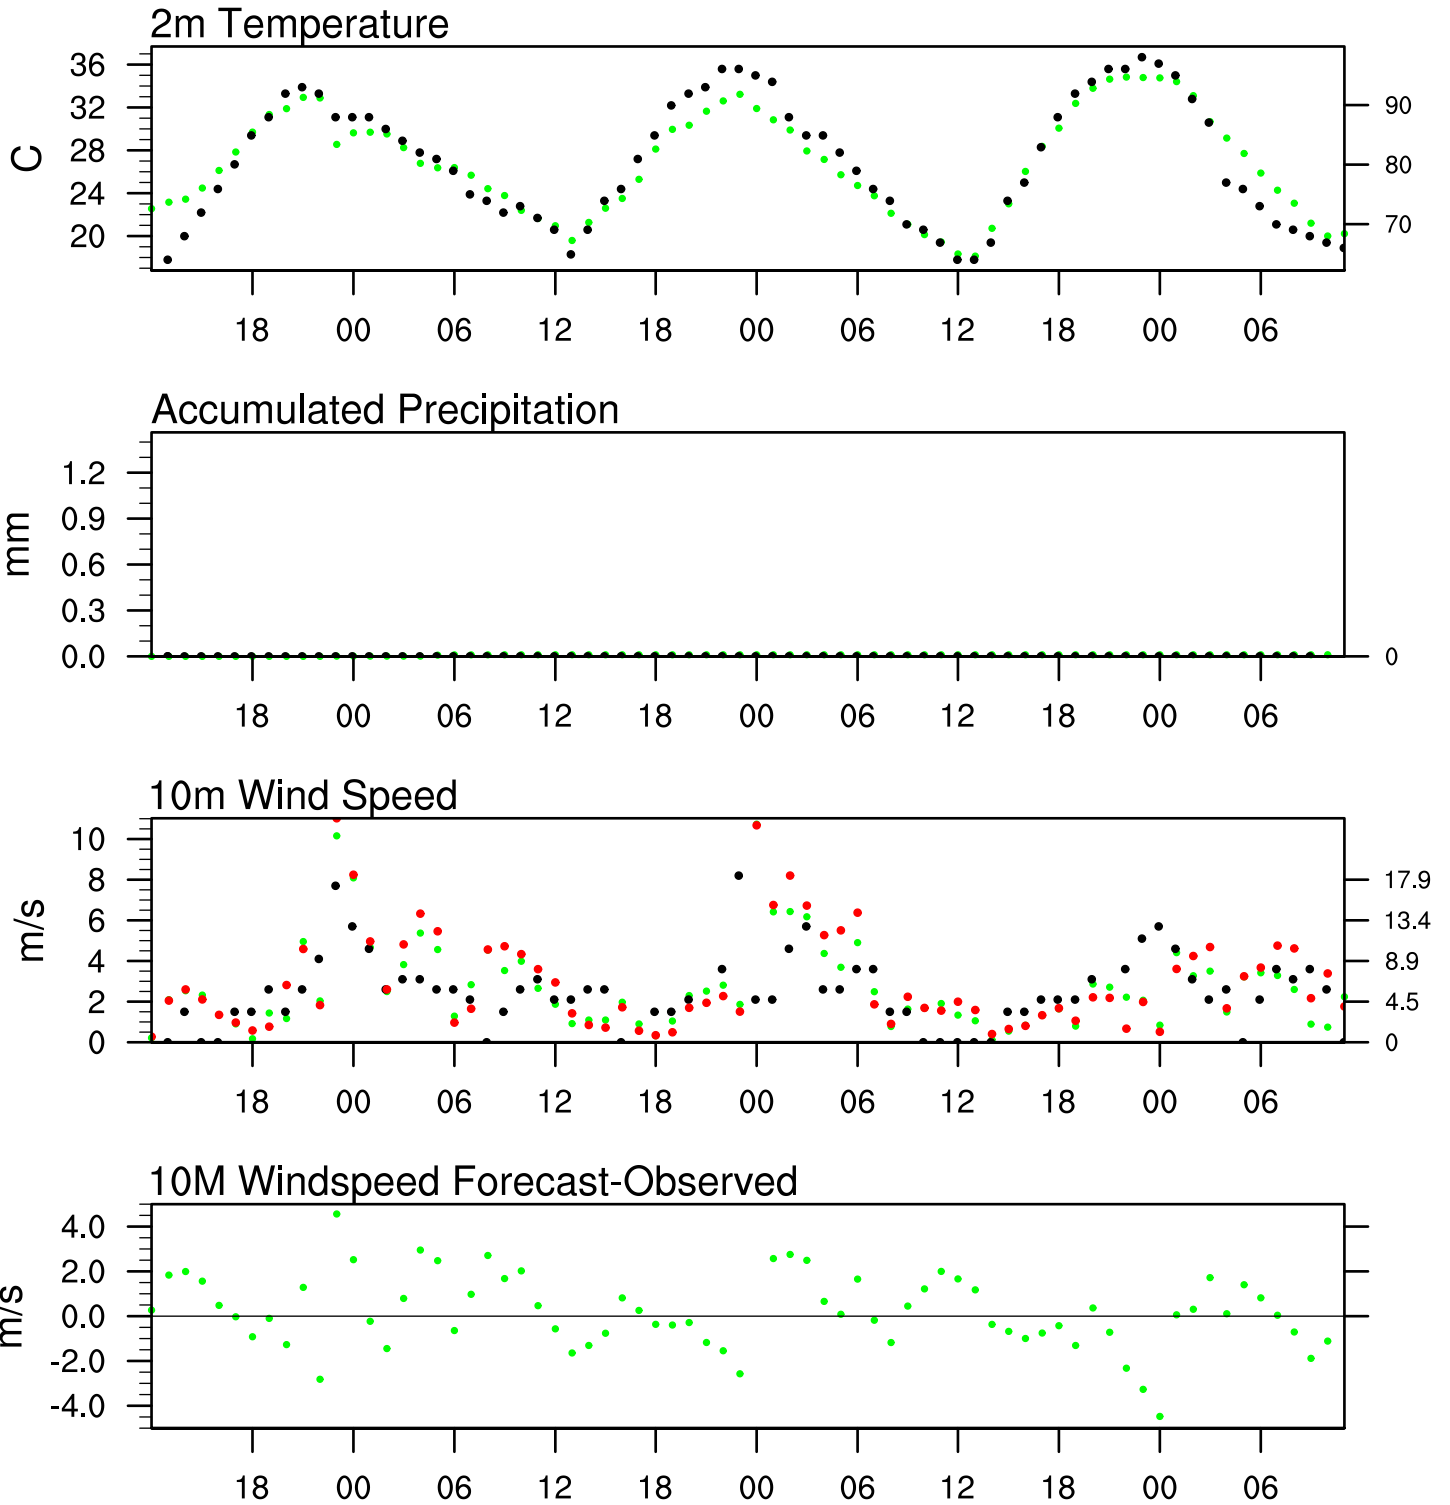 2m Temperature
36
32
28
24
20
C
90
80
70
18 00 06 12 18 00 06 12 18 00 06
Accumulated Precipitation
1.2
0.9
0.6
0.3
0.0
mm
0
18 00 06 12 18 00 06 12 18 00 06
10m Wind Speed
10
8
6
4
2
0
m/s
17.9
13.4
8.9
4.5
0
18 00 06 12 18 00 06 12 18 00 06
10M Windspeed Forecast-Observed
4.0
2.0
0.0
-2.0
-4.0
m/s
18 00 06 12 18 00 06 12 18 00 06